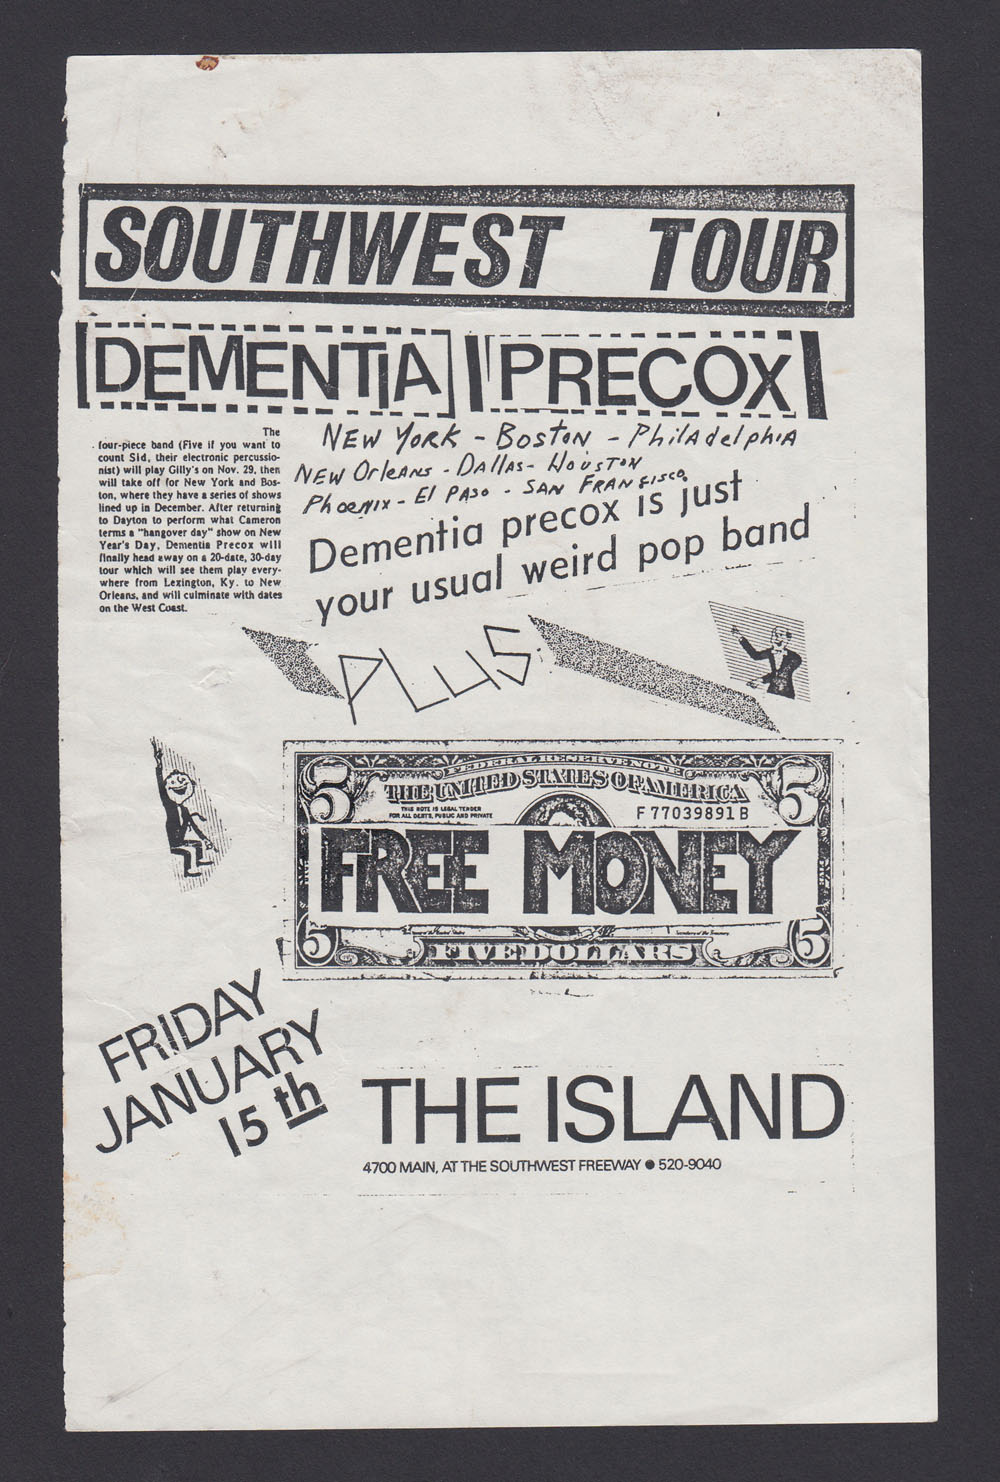 SOUTHWEST TOUR
DEMENTIA PRECOX
The
four-piece band (Five if you want to
count Sid, their electronic percussio-
nist) will play Gilly's on Nov. 29, then
will take off for New York and Bos-
ton, where they have a series of shows
lined up in December. After returning
to Dayton to perform what Cameron
terms a "hangover day" show on New
Year's Day, Dementia Precox will
finally head away on a 20-date, 30-day
tour which will see them play every-
where from Lexington, Ky. to New
Orleans, and will culminate with dates
on the West Coast.
NEW YORK - BOSTON - PhilAdelphiA
NEW Orleans - Dallas - Houston
Phoenix - El Paso - SAN FRANCISCO
Dementia precox is just
your usual weird pop band
PLUS
FEDERAL RESERVE NOTE
THE UNITED STATES OF AMERICA
5 5
THIS NOTE IS LEGAL TENDER
FOR ALL DEBTS, PUBLIC AND PRIVATE
F 77039891 B
FREE MONEY
5 5
FIVE DOLLARS
FRIDAY
JANUARY
15 th
THE ISLAND
4700 MAIN, AT THE SOUTHWEST FREEWAY ● 520-9040